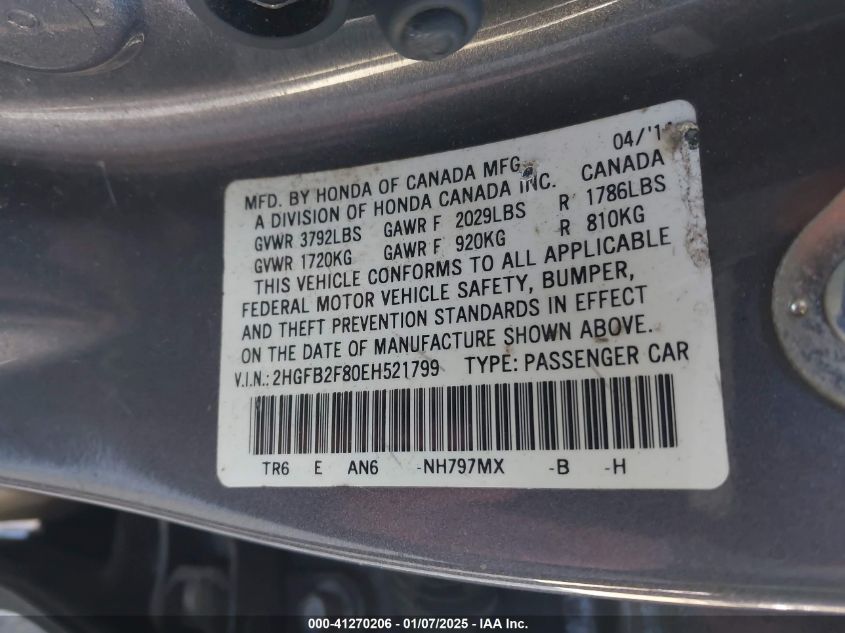 04/'1
MFD. BY HONDA OF CANADA MFG. CANADA
A DIVISION OF HONDA CANADA INC.
GVWR 3792LBS GAWR F 2029LBS R 1786LBS
GVWR 1720KG GAWR F 920KG R 810KG
THIS VEHICLE CONFORMS TO ALL APPLICABLE
FEDERAL MOTOR VEHICLE SAFETY, BUMPER,
AND THEFT PREVENTION STANDARDS IN EFFECT
ON THE DATE OF MANUFACTURE SHOWN ABOVE.
V.I.N.: 2HGFB2F80EH521799 TYPE: PASSENGER CAR
TR6 E AN6 -NH797MX -B -H
000-41270206 - 01/07/2025 - IAA Inc.